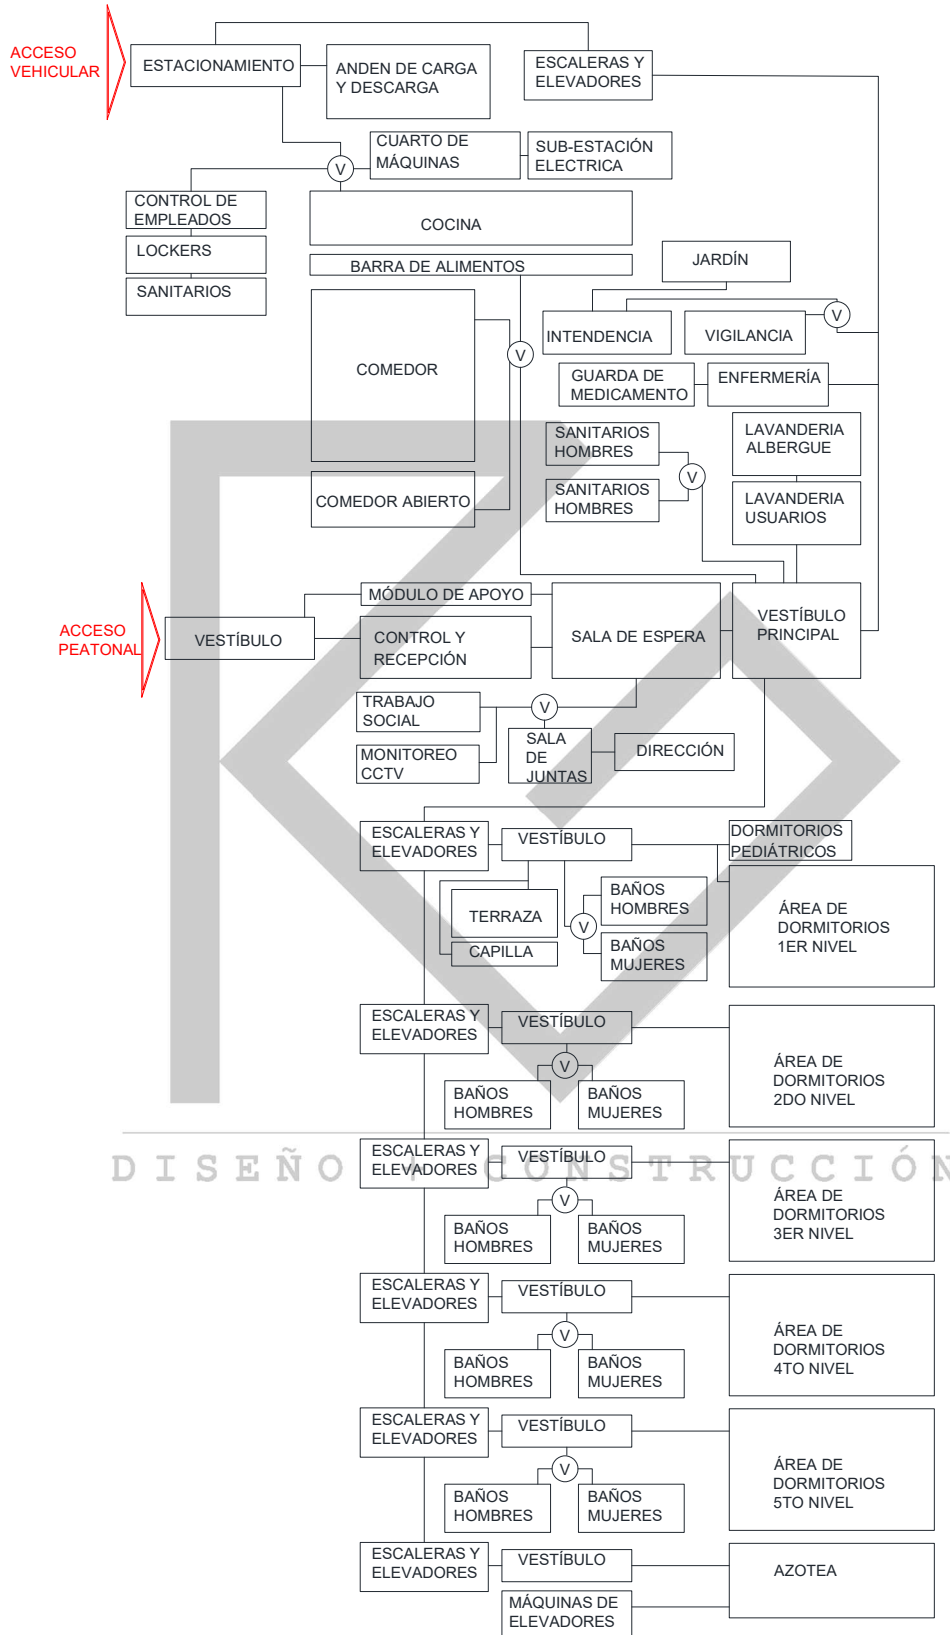 ACCESO
VEHICULAR
ESTACIONAMIENTO
ANDEN DE CARGA
Y DESCARGA
ESCALERAS Y
ELEVADORES
CUARTO DE
MÁQUINAS
SUB-ESTACIÓN
ELECTRICA
V
CONTROL DE
EMPLEADOS
LOCKERS
SANITARIOS
COCINA
BARRA DE ALIMENTOS
JARDÍN
INTENDENCIA
VIGILANCIA
V
COMEDOR
V
GUARDA DE
MEDICAMENTO
ENFERMERÍA
SANITARIOS
HOMBRES
V
SANITARIOS
HOMBRES
LAVANDERIA
ALBERGUE
LAVANDERIA
USUARIOS
COMEDOR ABIERTO
ACCESO
PEATONAL
VESTÍBULO
MÓDULO DE APOYO
CONTROL Y
RECEPCIÓN
SALA DE ESPERA
VESTÍBULO
PRINCIPAL
TRABAJO
SOCIAL
V
MONITOREO
CCTV
SALA
DE
JUNTAS
DIRECCIÓN
ESCALERAS Y
ELEVADORES
VESTÍBULO
DORMITORIOS
PEDIÁTRICOS
TERRAZA
CAPILLA
V
BAÑOS
HOMBRES
BAÑOS
MUJERES
ÁREA DE
DORMITORIOS
1ER NIVEL
ESCALERAS Y
ELEVADORES
VESTÍBULO
V
BAÑOS
HOMBRES
BAÑOS
MUJERES
ÁREA DE
DORMITORIOS
2DO NIVEL
DISEÑO + CONSTRUCCIÓN
ESCALERAS Y
ELEVADORES
VESTÍBULO
V
BAÑOS
HOMBRES
BAÑOS
MUJERES
ÁREA DE
DORMITORIOS
3ER NIVEL
ESCALERAS Y
ELEVADORES
VESTÍBULO
V
BAÑOS
HOMBRES
BAÑOS
MUJERES
ÁREA DE
DORMITORIOS
4TO NIVEL
ESCALERAS Y
ELEVADORES
VESTÍBULO
V
BAÑOS
HOMBRES
BAÑOS
MUJERES
ÁREA DE
DORMITORIOS
5TO NIVEL
ESCALERAS Y
ELEVADORES
VESTÍBULO
AZOTEA
MÁQUINAS DE
ELEVADORES